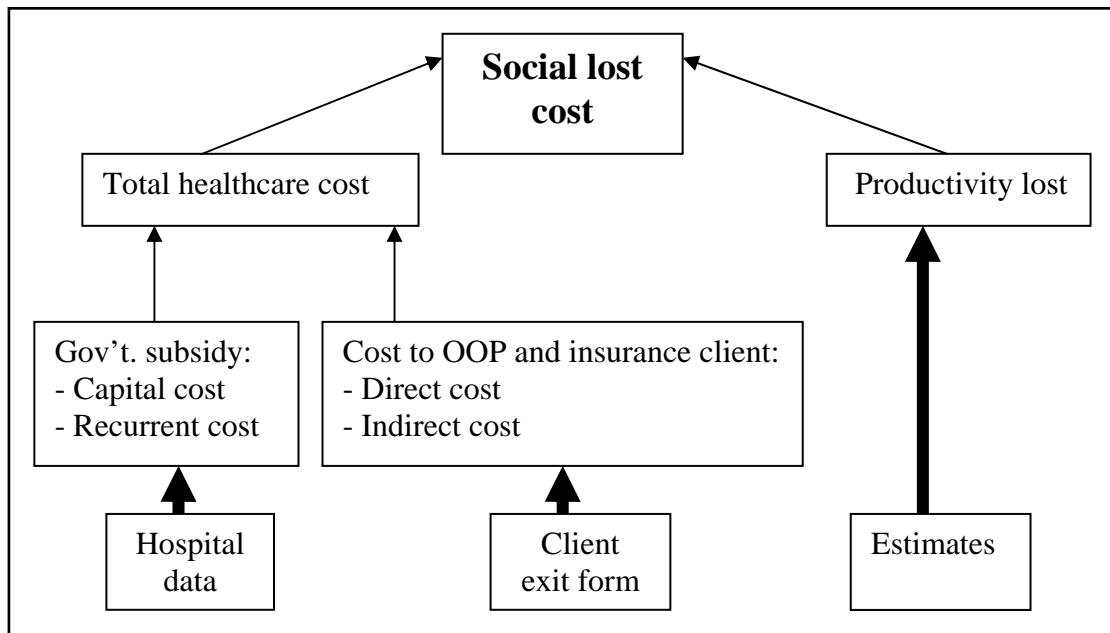 Social lost
cost
Total healthcare cost
Productivity lost
Gov’t. subsidy:
- Capital cost
- Recurrent cost
Cost to OOP and insurance client:
- Direct cost
- Indirect cost
Hospital
data
Client
exit form
Estimates